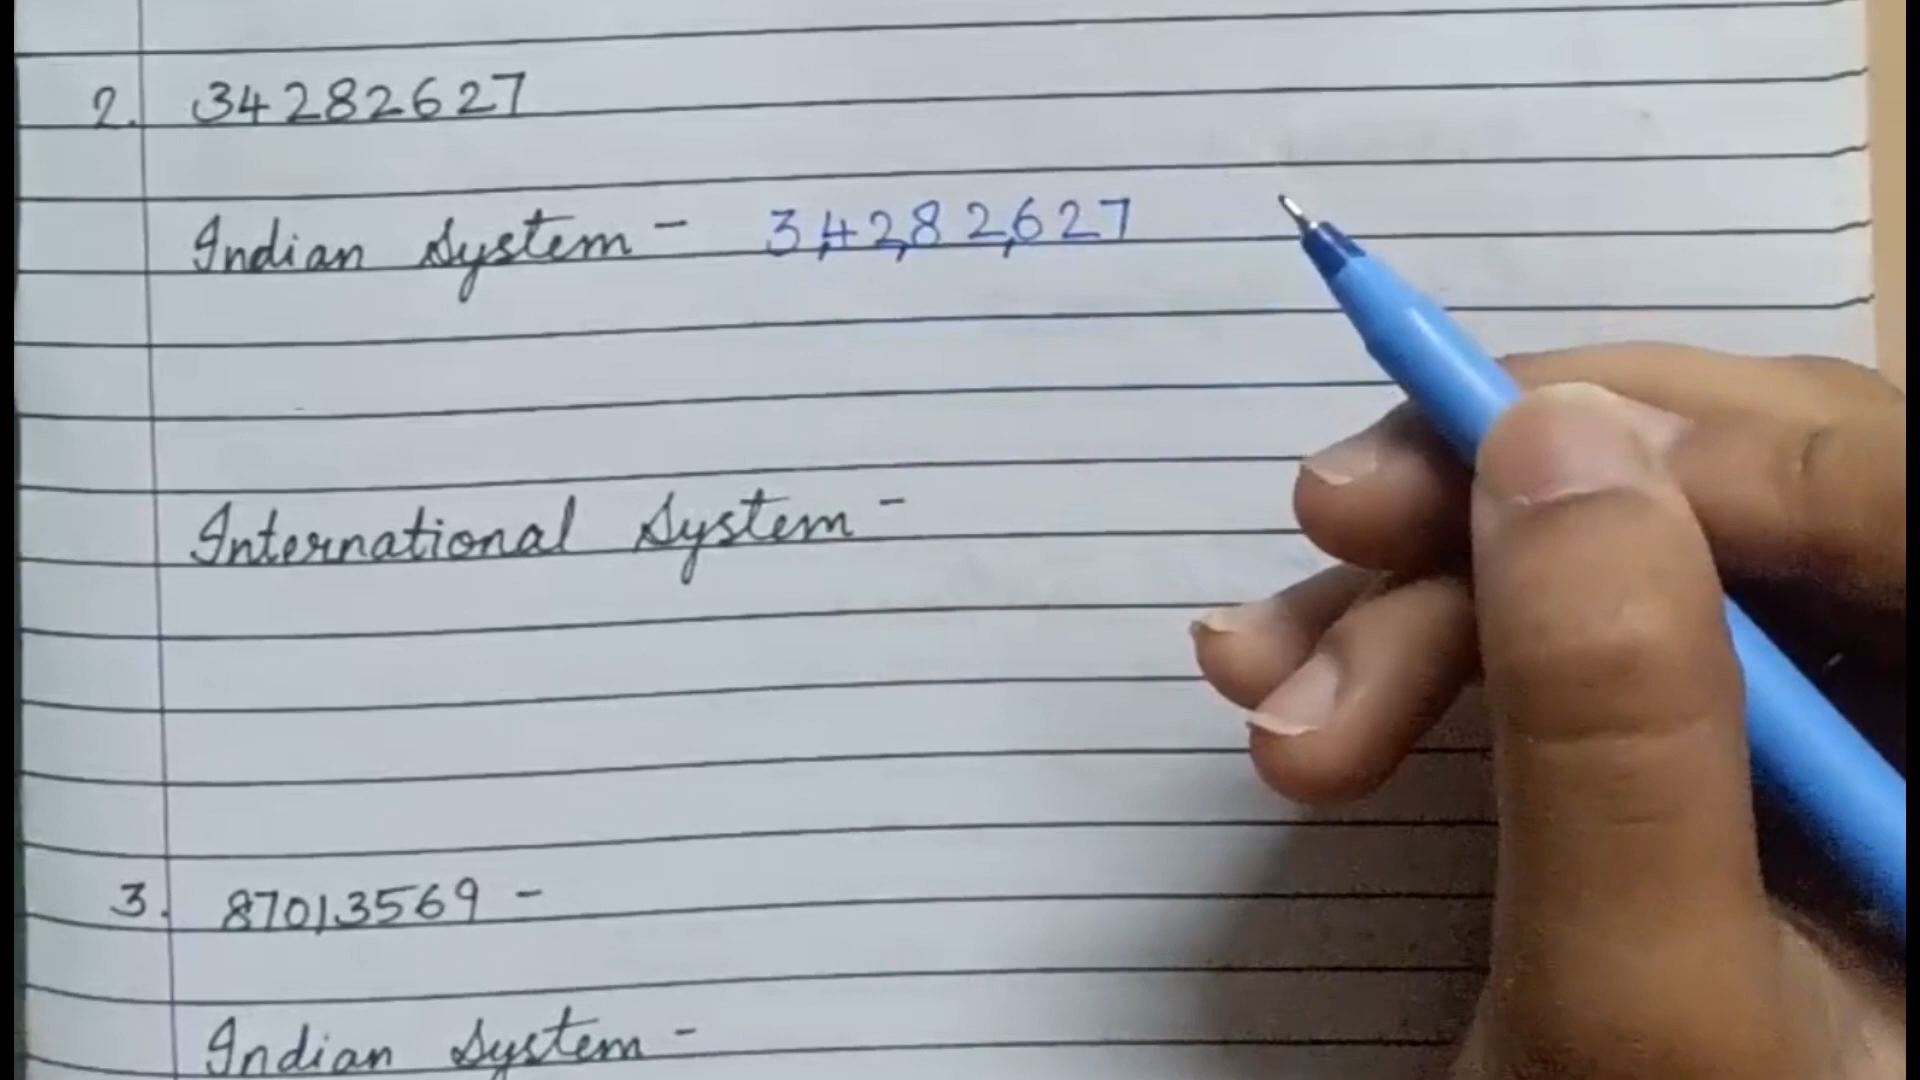 2. 34282627
Indian System - 3,42,82,627
International System -
3. 87013569 -
Indian System -